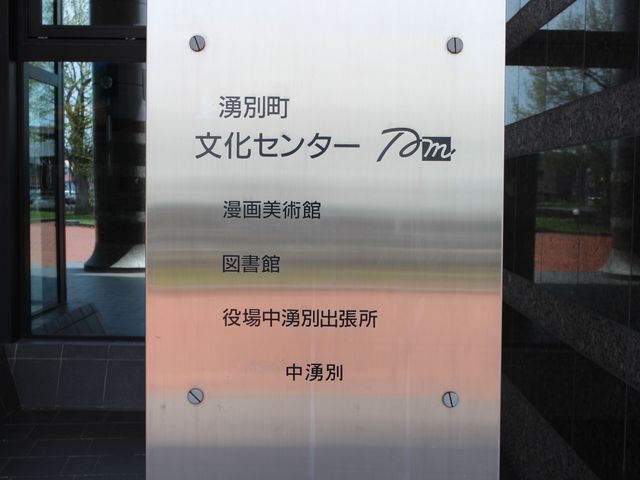 湧別町
文化センター
漫画美術館
図書館
役場中湧別出張所
中湧別